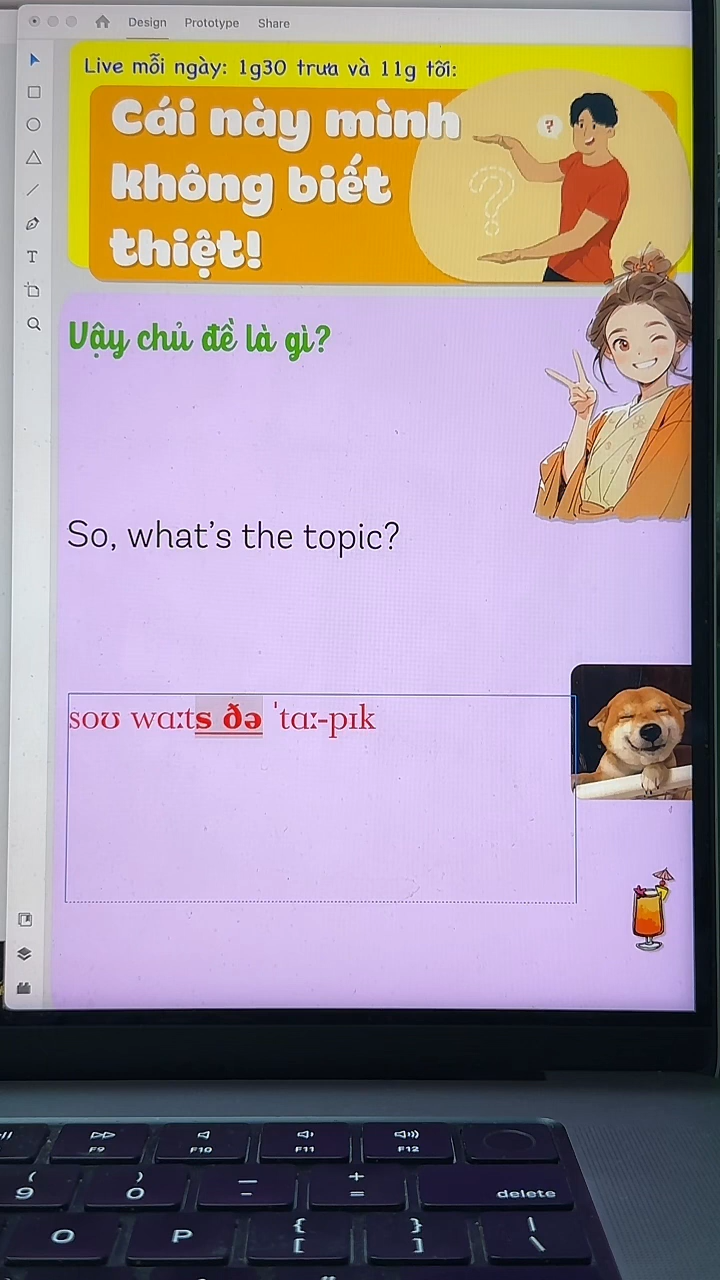 Design Prototype Share
Live mỗi ngày: 1g30 trưa và 11g tối:
Cái này mình
không biết
thiệt!
?
Vậy chủ đề là gì?
So, what's the topic?
soʊ wɑːts ðə ˈtɑː-pɪk
F9 F10 F11 F12
( ) — +
9 0 - = delete
O P { } |
[ ] \